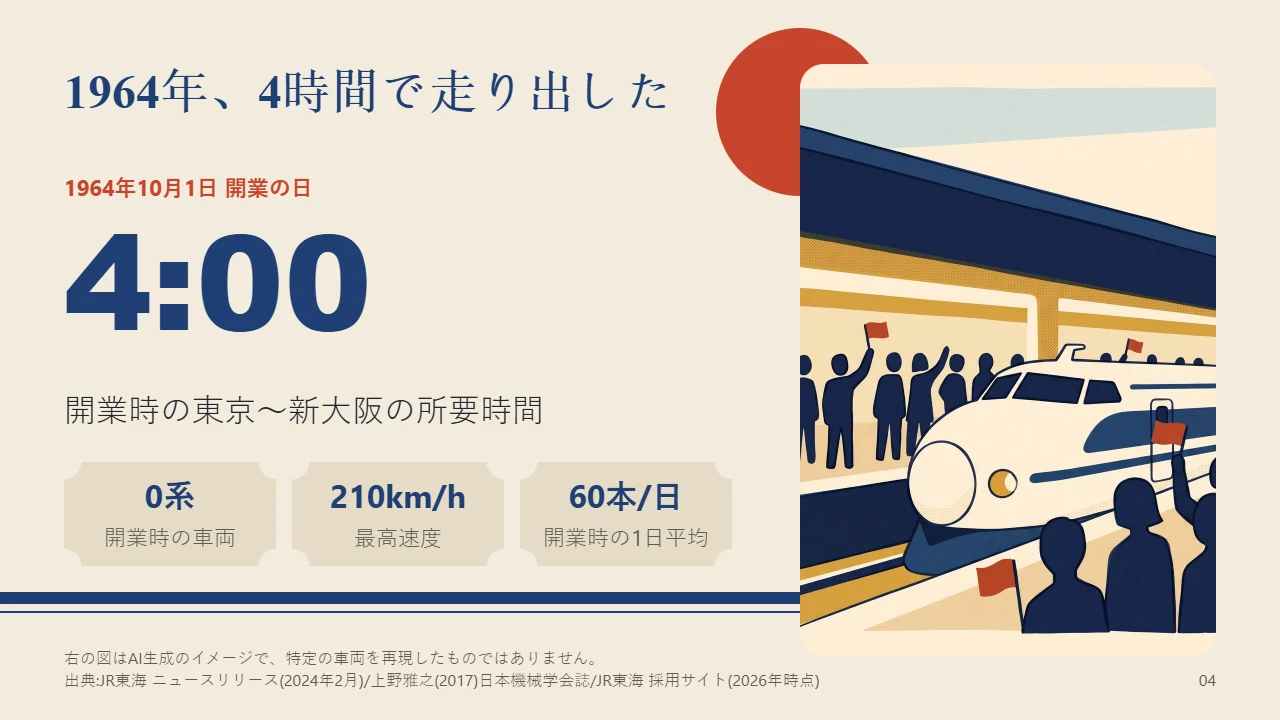 1964年、4時間で走り出した
1964年10月1日 開業の日
4:00
開業時の東京～新大阪の所要時間
0系
開業時の車両
210km/h
最高速度
60本/日
開業時の1日平均
右の図はAI生成のイメージで、特定の車両を再現したものではありません。
出典:JR東海 ニュースリリース(2024年2月)/上野雅之(2017)日本機械学会誌/JR東海 採用サイト(2026年時点)
04